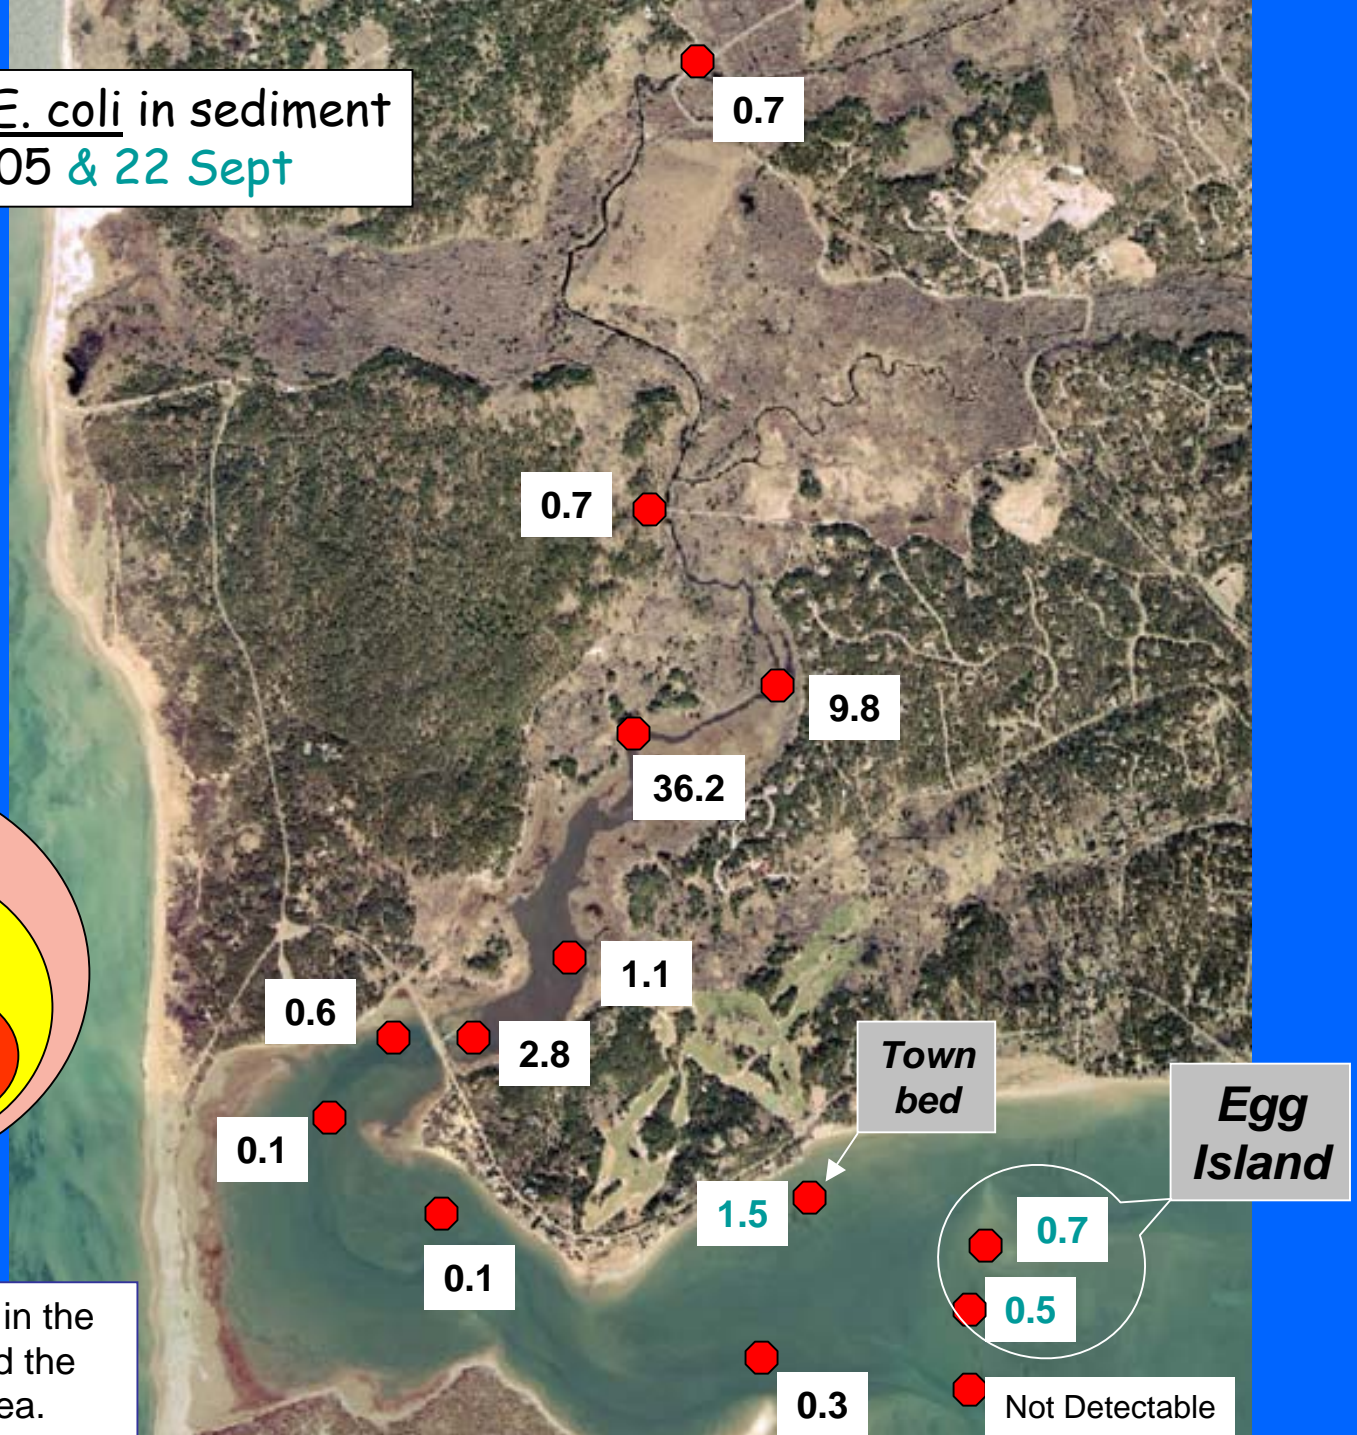 E. coli in sediment
05 & 22 Sept
0.7
0.7
9.8
36.2
1.1
0.6
2.8
0.1
0.1
Town
bed
1.5
Egg
Island
0.7
0.5
0.3
Not Detectable
in the
d the
ea.